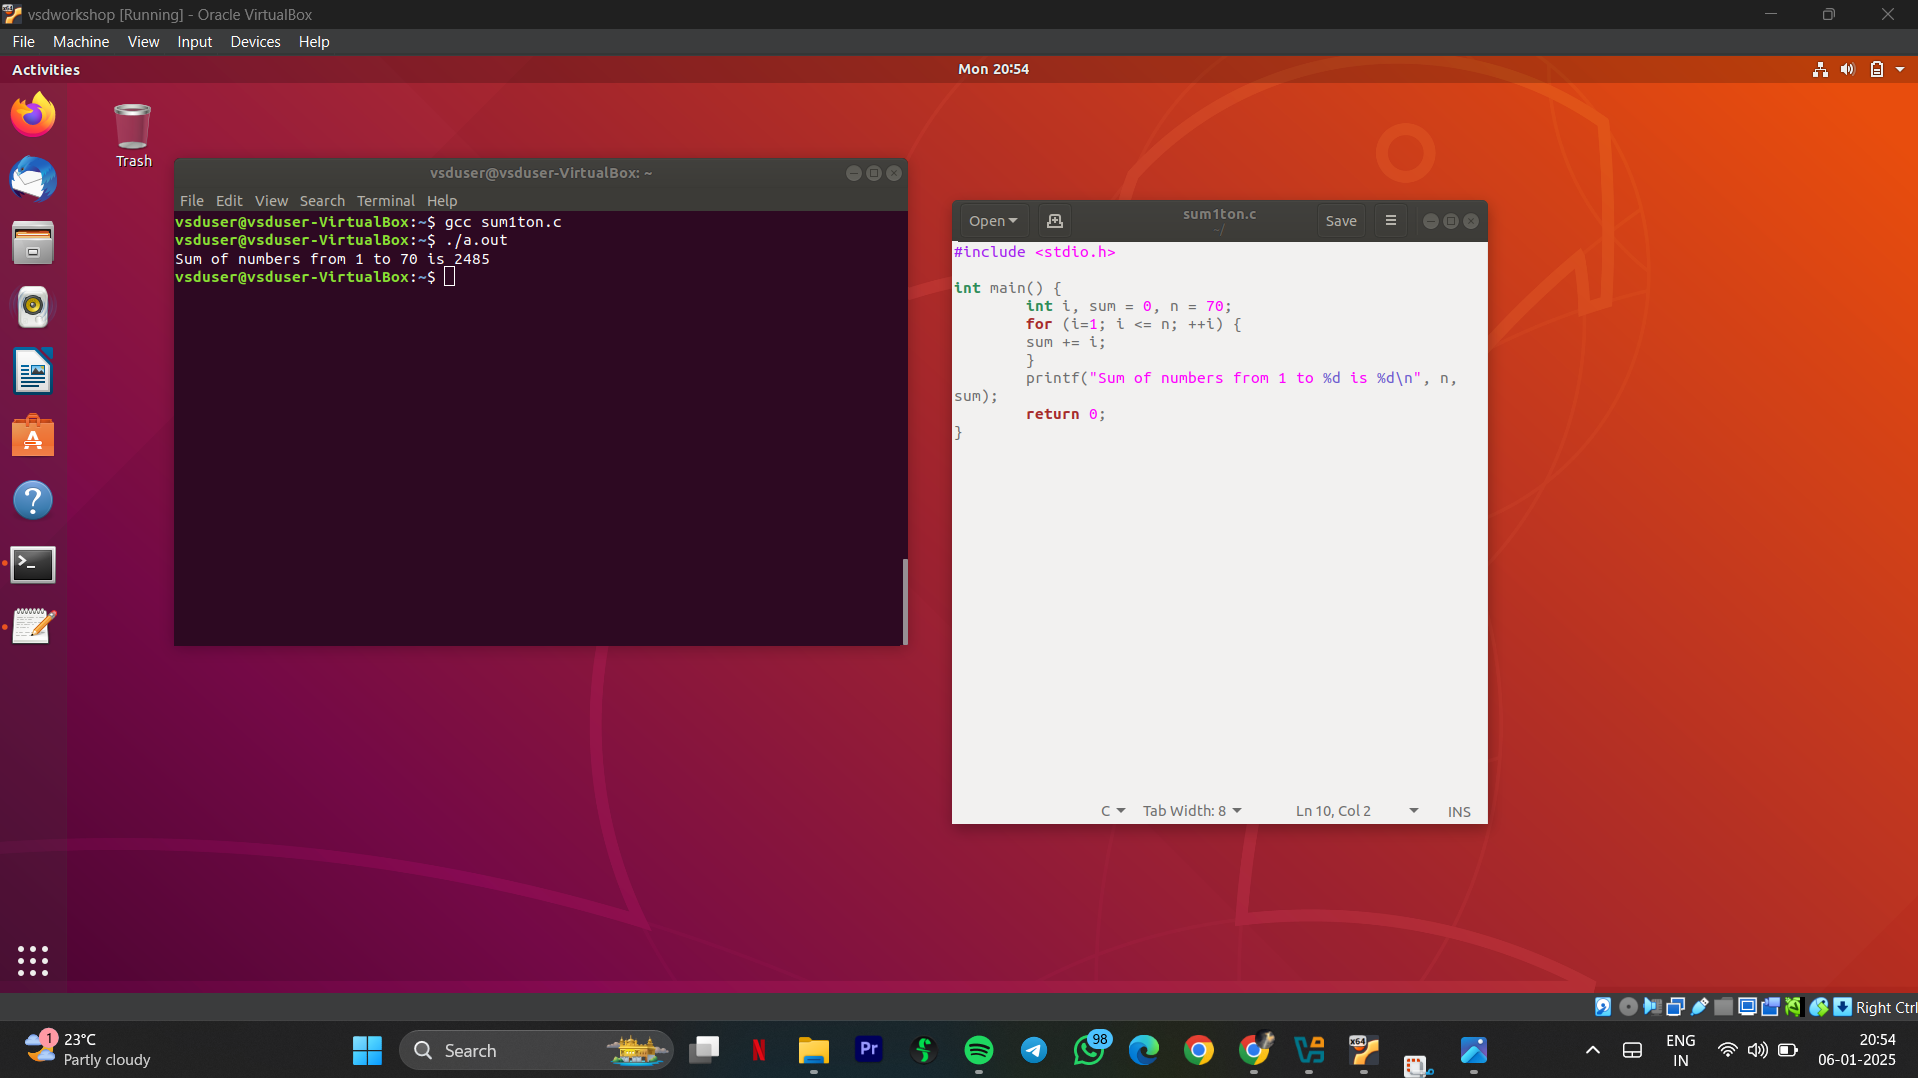 vsdworkshop [Running] - Oracle VirtualBox
File Machine View Input Devices Help
Activities
Mon 20:54
Trash
vsduser@vsduser-VirtualBox: ~
File Edit View Search Terminal Help
vsduser@vsduser-VirtualBox:~$ gcc sum1ton.c
vsduser@vsduser-VirtualBox:~$ ./a.out
Sum of numbers from 1 to 70 is 2485
vsduser@vsduser-VirtualBox:~$
Open
sum1ton.c
~/
Save
#include <stdio.h>
int main() {
int i, sum = 0, n = 70;
for (i=1; i <= n; ++i) {
sum += i;
}
printf("Sum of numbers from 1 to %d is %d\n", n,
sum);
return 0;
}
C
Tab Width: 8
Ln 10, Col 2
INS
Right Ctrl
1
23°C
Partly cloudy
Search
N
Pr
98
x64
ENG
IN
20:54
06-01-2025